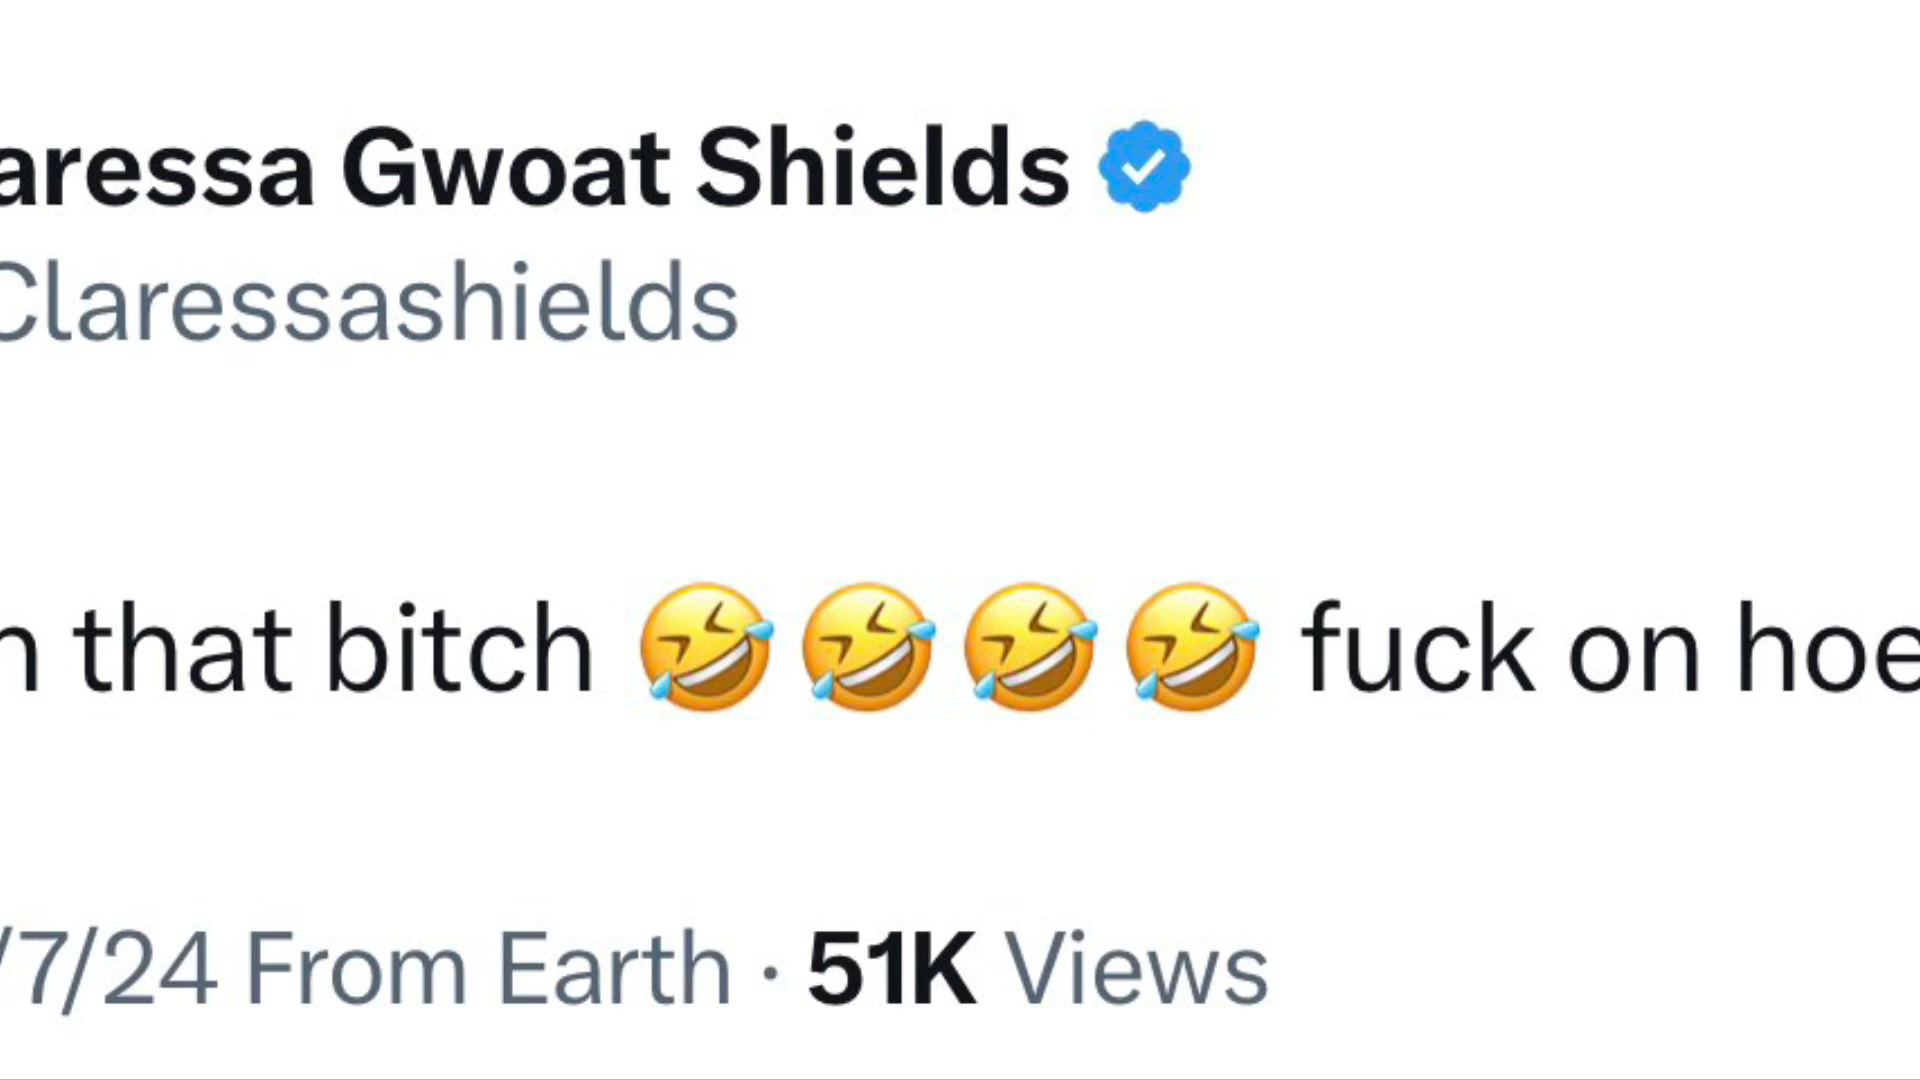 aressa Gwoat Shields
Claressashields
that bitch 🤣🤣🤣🤣 fuck on hoe
/7/24 From Earth · 51K Views